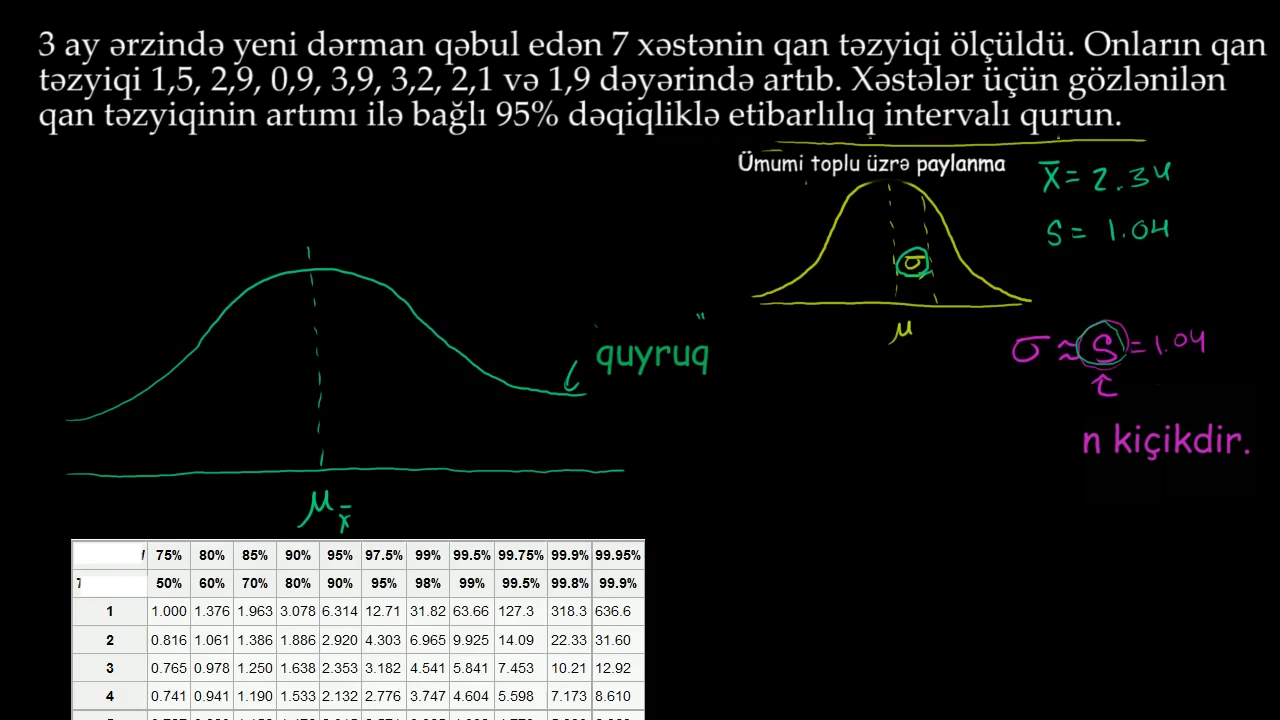 3 ay ərzində yeni dərman qəbul edən 7 xəstənin qan təzyiqi ölçüldü. Onların qan
təzyiqi 1,5, 2,9, 0,9, 3,9, 3,2, 2,1 və 1,9 dəyərində artıb. Xəstələr üçün gözlənilən
qan təzyiqinin artımı ilə bağlı 95% dəqiqliklə etibarlılıq intervalı qurun.
Ümumi toplu üzrə paylanma
x̄ = 2.34
S = 1.04
σ
μ
σ ≈ S = 1.04
n kiçikdir.
"quyruq"
μx̄
75% 80% 85% 90% 95% 97.5% 99% 99.5% 99.75% 99.9% 99.95%
50% 60% 70% 80% 90% 95% 98% 99% 99.5% 99.8% 99.9%
1 1.000 1.376 1.963 3.078 6.314 12.71 31.82 63.66 127.3 318.3 636.6
2 0.816 1.061 1.386 1.886 2.920 4.303 6.965 9.925 14.09 22.33 31.60
3 0.765 0.978 1.250 1.638 2.353 3.182 4.541 5.841 7.453 10.21 12.92
4 0.741 0.941 1.190 1.533 2.132 2.776 3.747 4.604 5.598 7.173 8.610